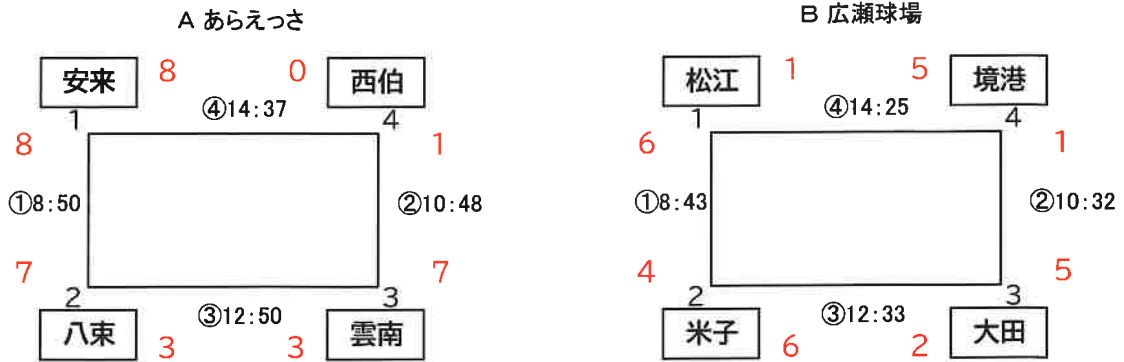 A あらえっさ
安来 8 0 西伯
④14:37
1 4
8 1
①8:50 ②10:48
7 7
2 3
③12:50
八束 3 3 雲南
B 広瀬球場
松江 1 5 境港
④14:25
1 4
6 1
①8:43 ②10:32
4 5
2 3
③12:33
米子 6 2 大田